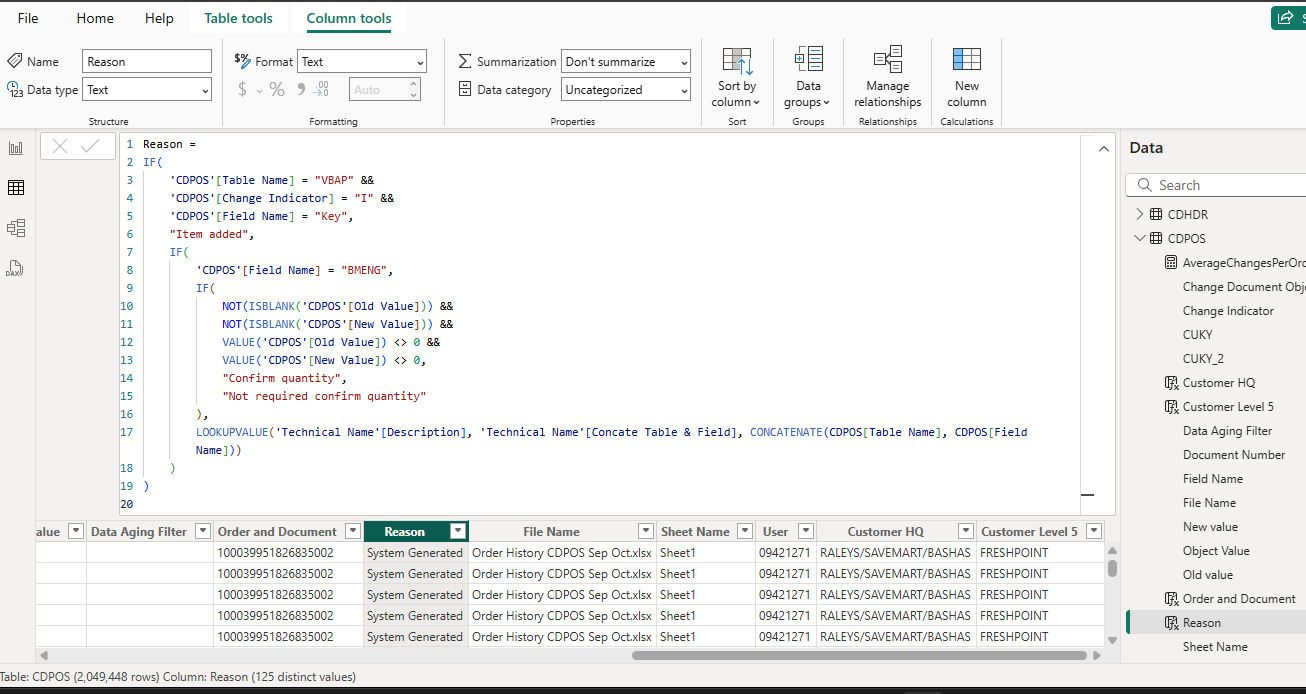 File Home Help Table tools Column tools
Name Reason
Data type Text
Structure
$% Format Text
$ % 9 .00 Auto
Formatting
Summarization Don't summarize
Data category Uncategorized
Properties
Sort by
column
Sort
Data
groups
Groups
Manage
relationships
Relationships
New
column
Calculations
1 Reason =
2 IF(
3 'CDPOS'[Table Name] = "VBAP" &&
4 'CDPOS'[Change Indicator] = "I" &&
5 'CDPOS'[Field Name] = "Key",
6 "Item added",
7 IF(
8 'CDPOS'[Field Name] = "BMENG",
9 IF(
10 NOT(ISBLANK('CDPOS'[Old Value])) &&
11 NOT(ISBLANK('CDPOS'[New Value])) &&
12 VALUE('CDPOS'[Old Value]) <> 0 &&
13 VALUE('CDPOS'[New Value]) <> 0,
14 "Confirm quantity",
15 "Not required confirm quantity"
16 ),
17 LOOKUPVALUE('Technical Name'[Description], 'Technical Name'[Concate Table & Field], CONCATENATE(CDPOS[Table Name], CDPOS[Field
Name]))
18 )
19 )
20
alue Data Aging Filter Order and Document Reason File Name Sheet Name User Customer HQ Customer Level 5
100039951826835002 System Generated Order History CDPOS Sep Oct.xlsx Sheet1 09421271 RALEYS/SAVEMART/BASHAS FRESHPOINT
100039951826835002 System Generated Order History CDPOS Sep Oct.xlsx Sheet1 09421271 RALEYS/SAVEMART/BASHAS FRESHPOINT
100039951826835002 System Generated Order History CDPOS Sep Oct.xlsx Sheet1 09421271 RALEYS/SAVEMART/BASHAS FRESHPOINT
100039951826835002 System Generated Order History CDPOS Sep Oct.xlsx Sheet1 09421271 RALEYS/SAVEMART/BASHAS FRESHPOINT
100039951826835002 System Generated Order History CDPOS Sep Oct.xlsx Sheet1 09421271 RALEYS/SAVEMART/BASHAS FRESHPOINT
Data
Search
CDHDR
CDPOS
AverageChangesPerOrd
Change Document Obje
Change Indicator
CUKY
CUKY_2
Customer HQ
Customer Level 5
Data Aging Filter
Document Number
Field Name
File Name
New value
Object Value
Old value
Order and Document
Reason
Sheet Name
Table: CDPOS (2,049,448 rows) Column: Reason (125 distinct values)